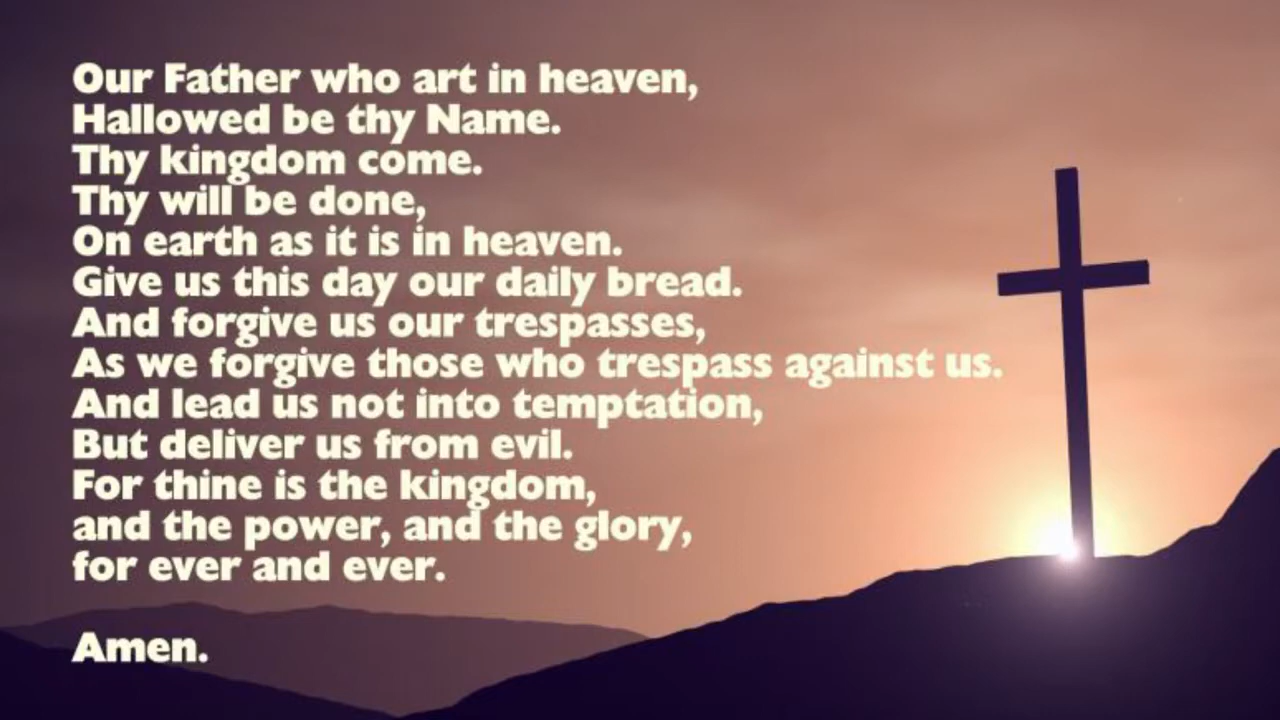 Our Father who art in heaven,
Hallowed be thy Name.
Thy kingdom come.
Thy will be done,
On earth as it is in heaven.
Give us this day our daily bread.
And forgive us our trespasses,
As we forgive those who trespass against us.
And lead us not into temptation,
But deliver us from evil.
For thine is the kingdom,
and the power, and the glory,
for ever and ever.
Amen.